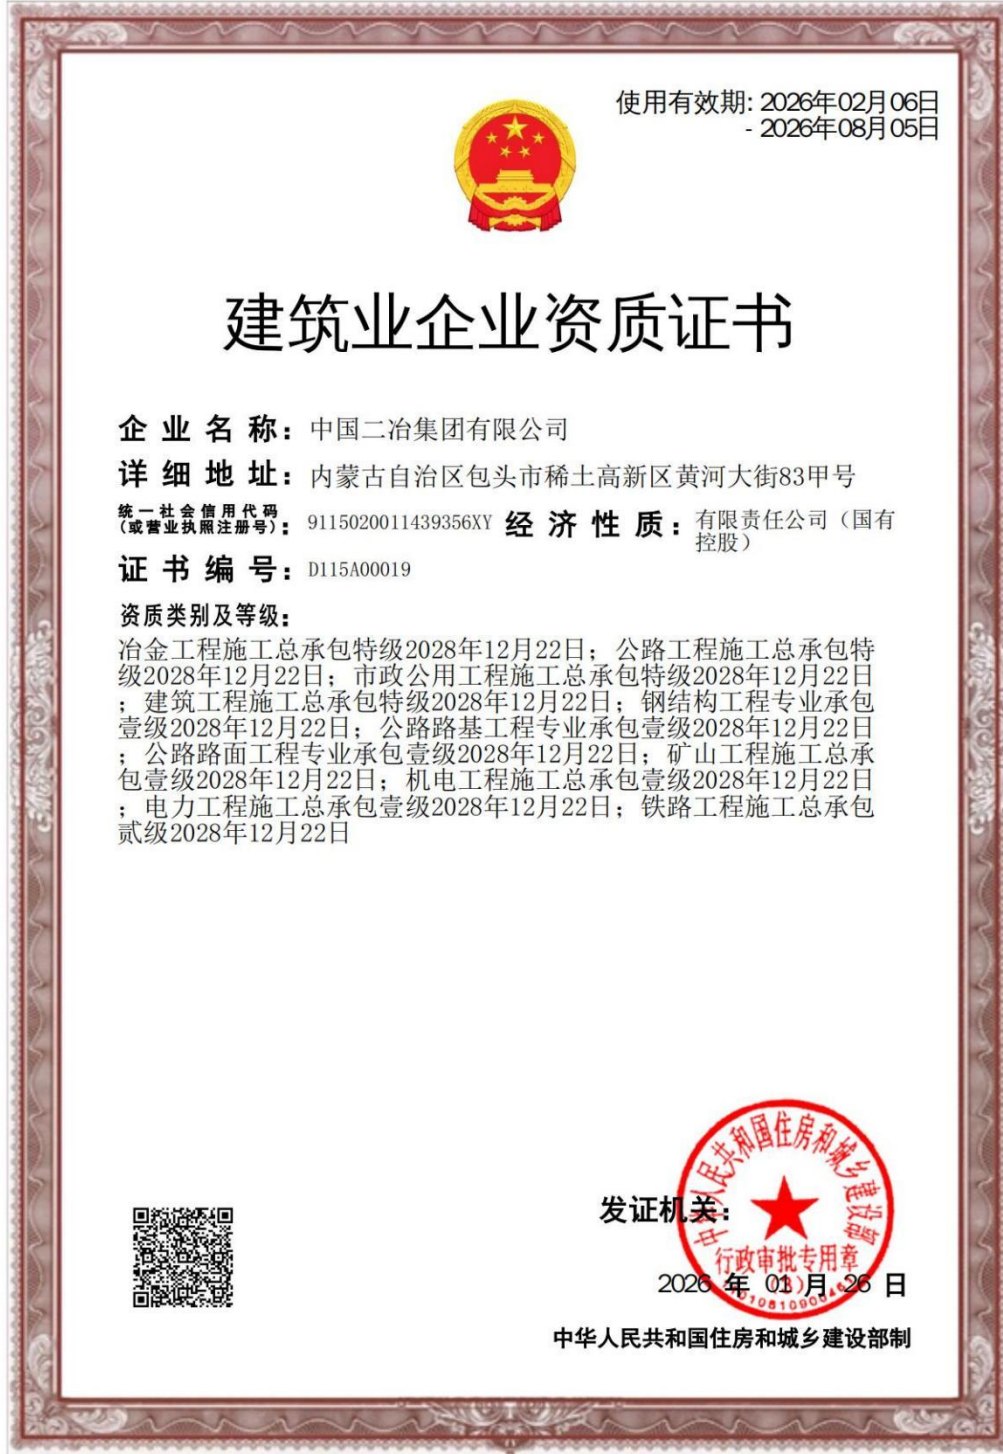 使用有效期: 2026年02月06日
- 2026年08月05日
建筑业企业资质证书
企业名称：中国二冶集团有限公司
详细地址：内蒙古自治区包头市稀土高新区黄河大街83甲号
统一社会信用代码
（或营业执照注册号）：9115020011439356XY 经济性质：有限责任公司（国有
控股）
证书编号：D115A00019
资质类别及等级：
冶金工程施工总承包特级2028年12月22日；公路工程施工总承包特
级2028年12月22日；市政公用工程施工总承包特级2028年12月22日
；建筑工程施工总承包特级2028年12月22日；钢结构工程专业承包
壹级2028年12月22日；公路路基工程专业承包壹级2028年12月22日
；公路路面工程专业承包壹级2028年12月22日；矿山工程施工总承
包壹级2028年12月22日；机电工程施工总承包壹级2028年12月22日
；电力工程施工总承包壹级2028年12月22日；铁路工程施工总承包
贰级2028年12月22日
中华人民共和国住房和城乡建设部
发证机关：
行政审批专用章
2026 年 01 月 26 日
中华人民共和国住房和城乡建设部制